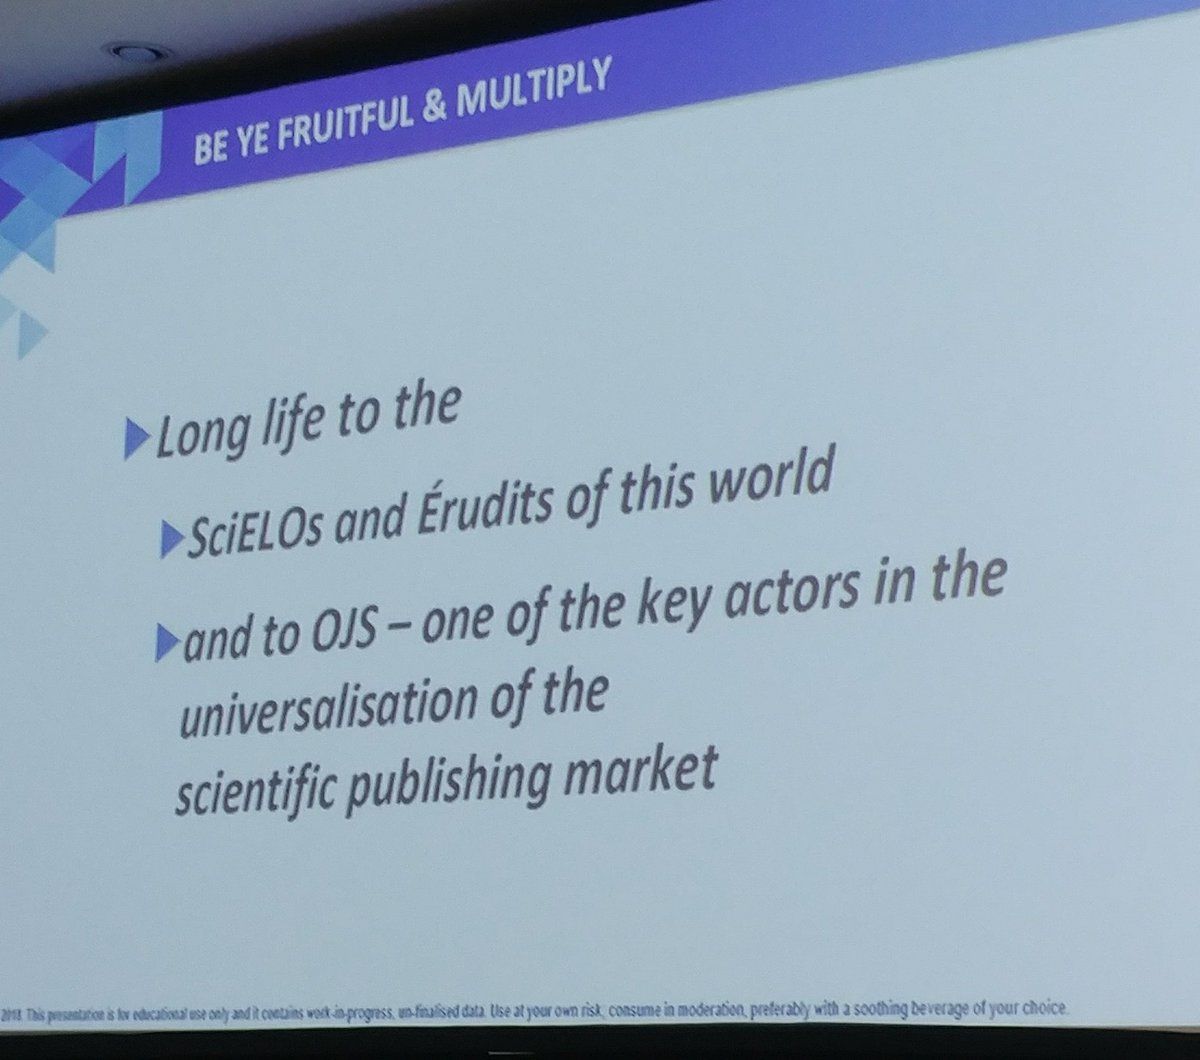 BE YE FRUITFUL & MULTIPLY
Long life to the
SciELOs and Érudits of this world
and to OJS – one of the key actors in the
universalisation of the
scientific publishing market
2018. This presentation is for educational use only and it contains work-in-progress, un-finalised data. Use at your own risk, consume in moderation, preferably with a soothing beverage of your choice.